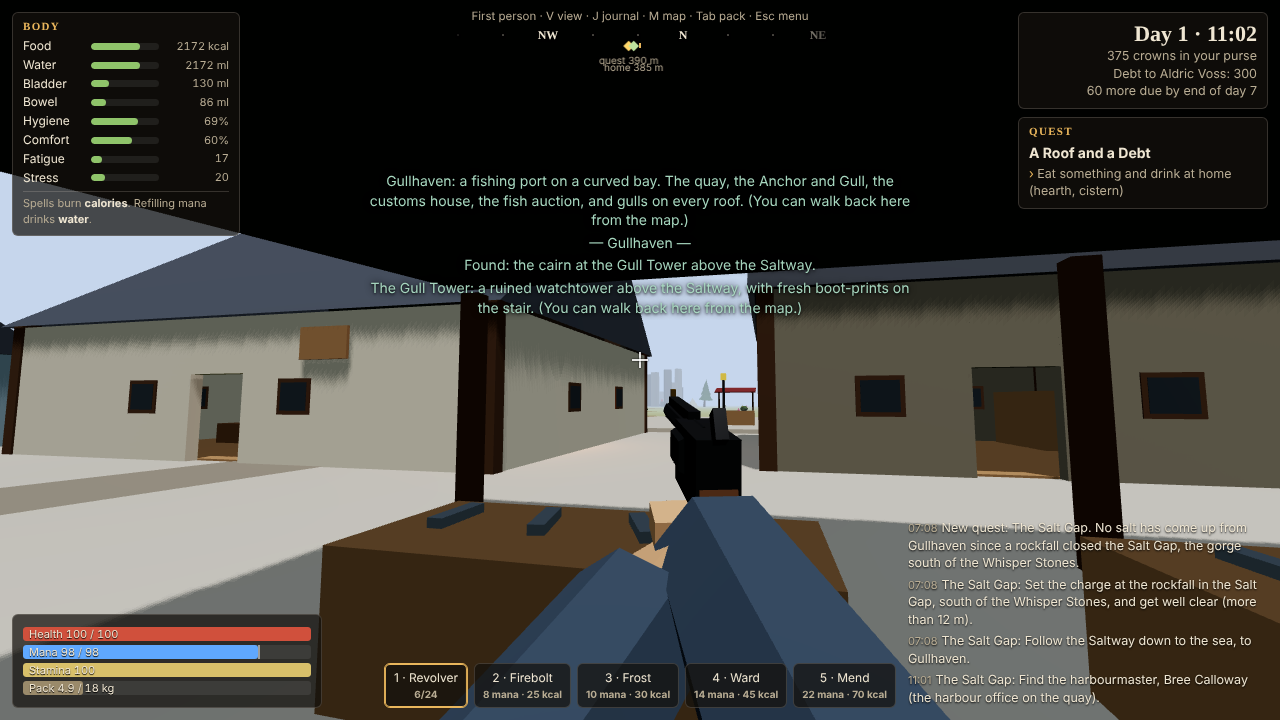 First person · V view · J journal · M map · Tab pack · Esc menu
NW · · N · NE
quest 390 m
home 385 m
BODY
Food 2172 kcal
Water 2172 ml
Bladder 130 ml
Bowel 86 ml
Hygiene 69%
Comfort 60%
Fatigue 17
Stress 20
Spells burn calories. Refilling mana
drinks water.
Day 1 · 11:02
375 crowns in your purse
Debt to Aldric Voss: 300
60 more due by end of day 7
QUEST
A Roof and a Debt
› Eat something and drink at home
(hearth, cistern)
Gullhaven: a fishing port on a curved bay. The quay, the Anchor and Gull, the
customs house, the fish auction, and gulls on every roof. (You can walk back here
from the map.)
— Gullhaven —
Found: the cairn at the Gull Tower above the Saltway.
The Gull Tower: a ruined watchtower above the Saltway, with fresh boot-prints on
the stair. (You can walk back here from the map.)
07:08 New quest: The Salt Gap. No salt has come up from
Gullhaven since a rockfall closed the Salt Gap, the gorge
south of the Whisper Stones.
07:08 The Salt Gap: Set the charge at the rockfall in the Salt
Gap, south of the Whisper Stones, and get well clear (more
than 12 m).
07:08 The Salt Gap: Follow the Saltway down to the sea, to
Gullhaven.
11:01 The Salt Gap: Find the harbourmaster, Bree Calloway
(the harbour office on the quay).
Health 100 / 100
Mana 98 / 98
Stamina 100
Pack 4.9 / 18 kg
1 · Revolver
6/24
2 · Firebolt
8 mana · 25 kcal
3 · Frost
10 mana · 30 kcal
4 · Ward
14 mana · 45 kcal
5 · Mend
22 mana · 70 kcal